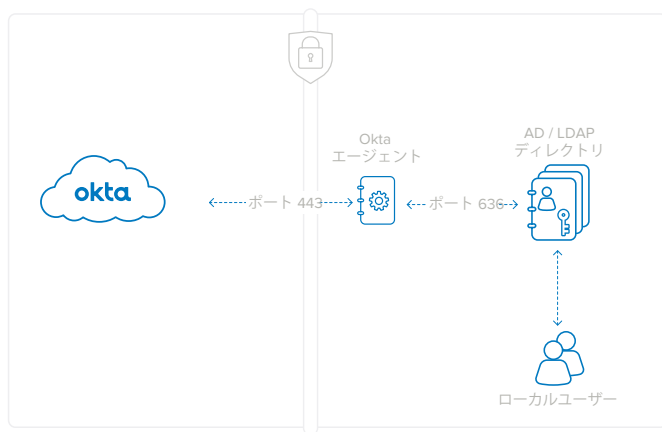 okta
ポート 443
Okta
エージェント
ポート 636
AD / LDAP
ディレクトリ
ローカルユーザー